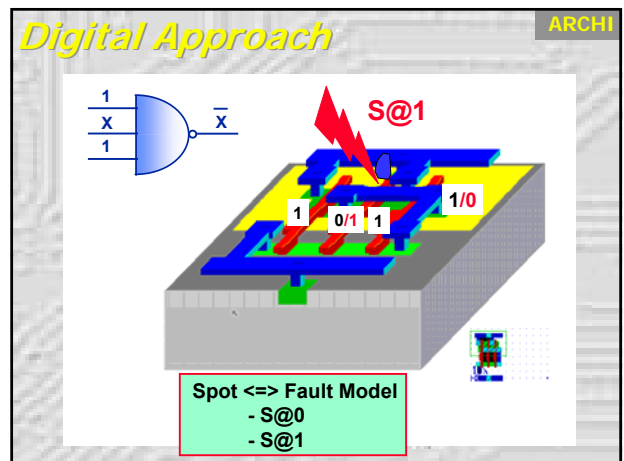 Digital Approach
ARCHI
1
X
1
X̅
S@1
1
0/1
1
1/0
Spot <=> Fault Model
- S@0
- S@1